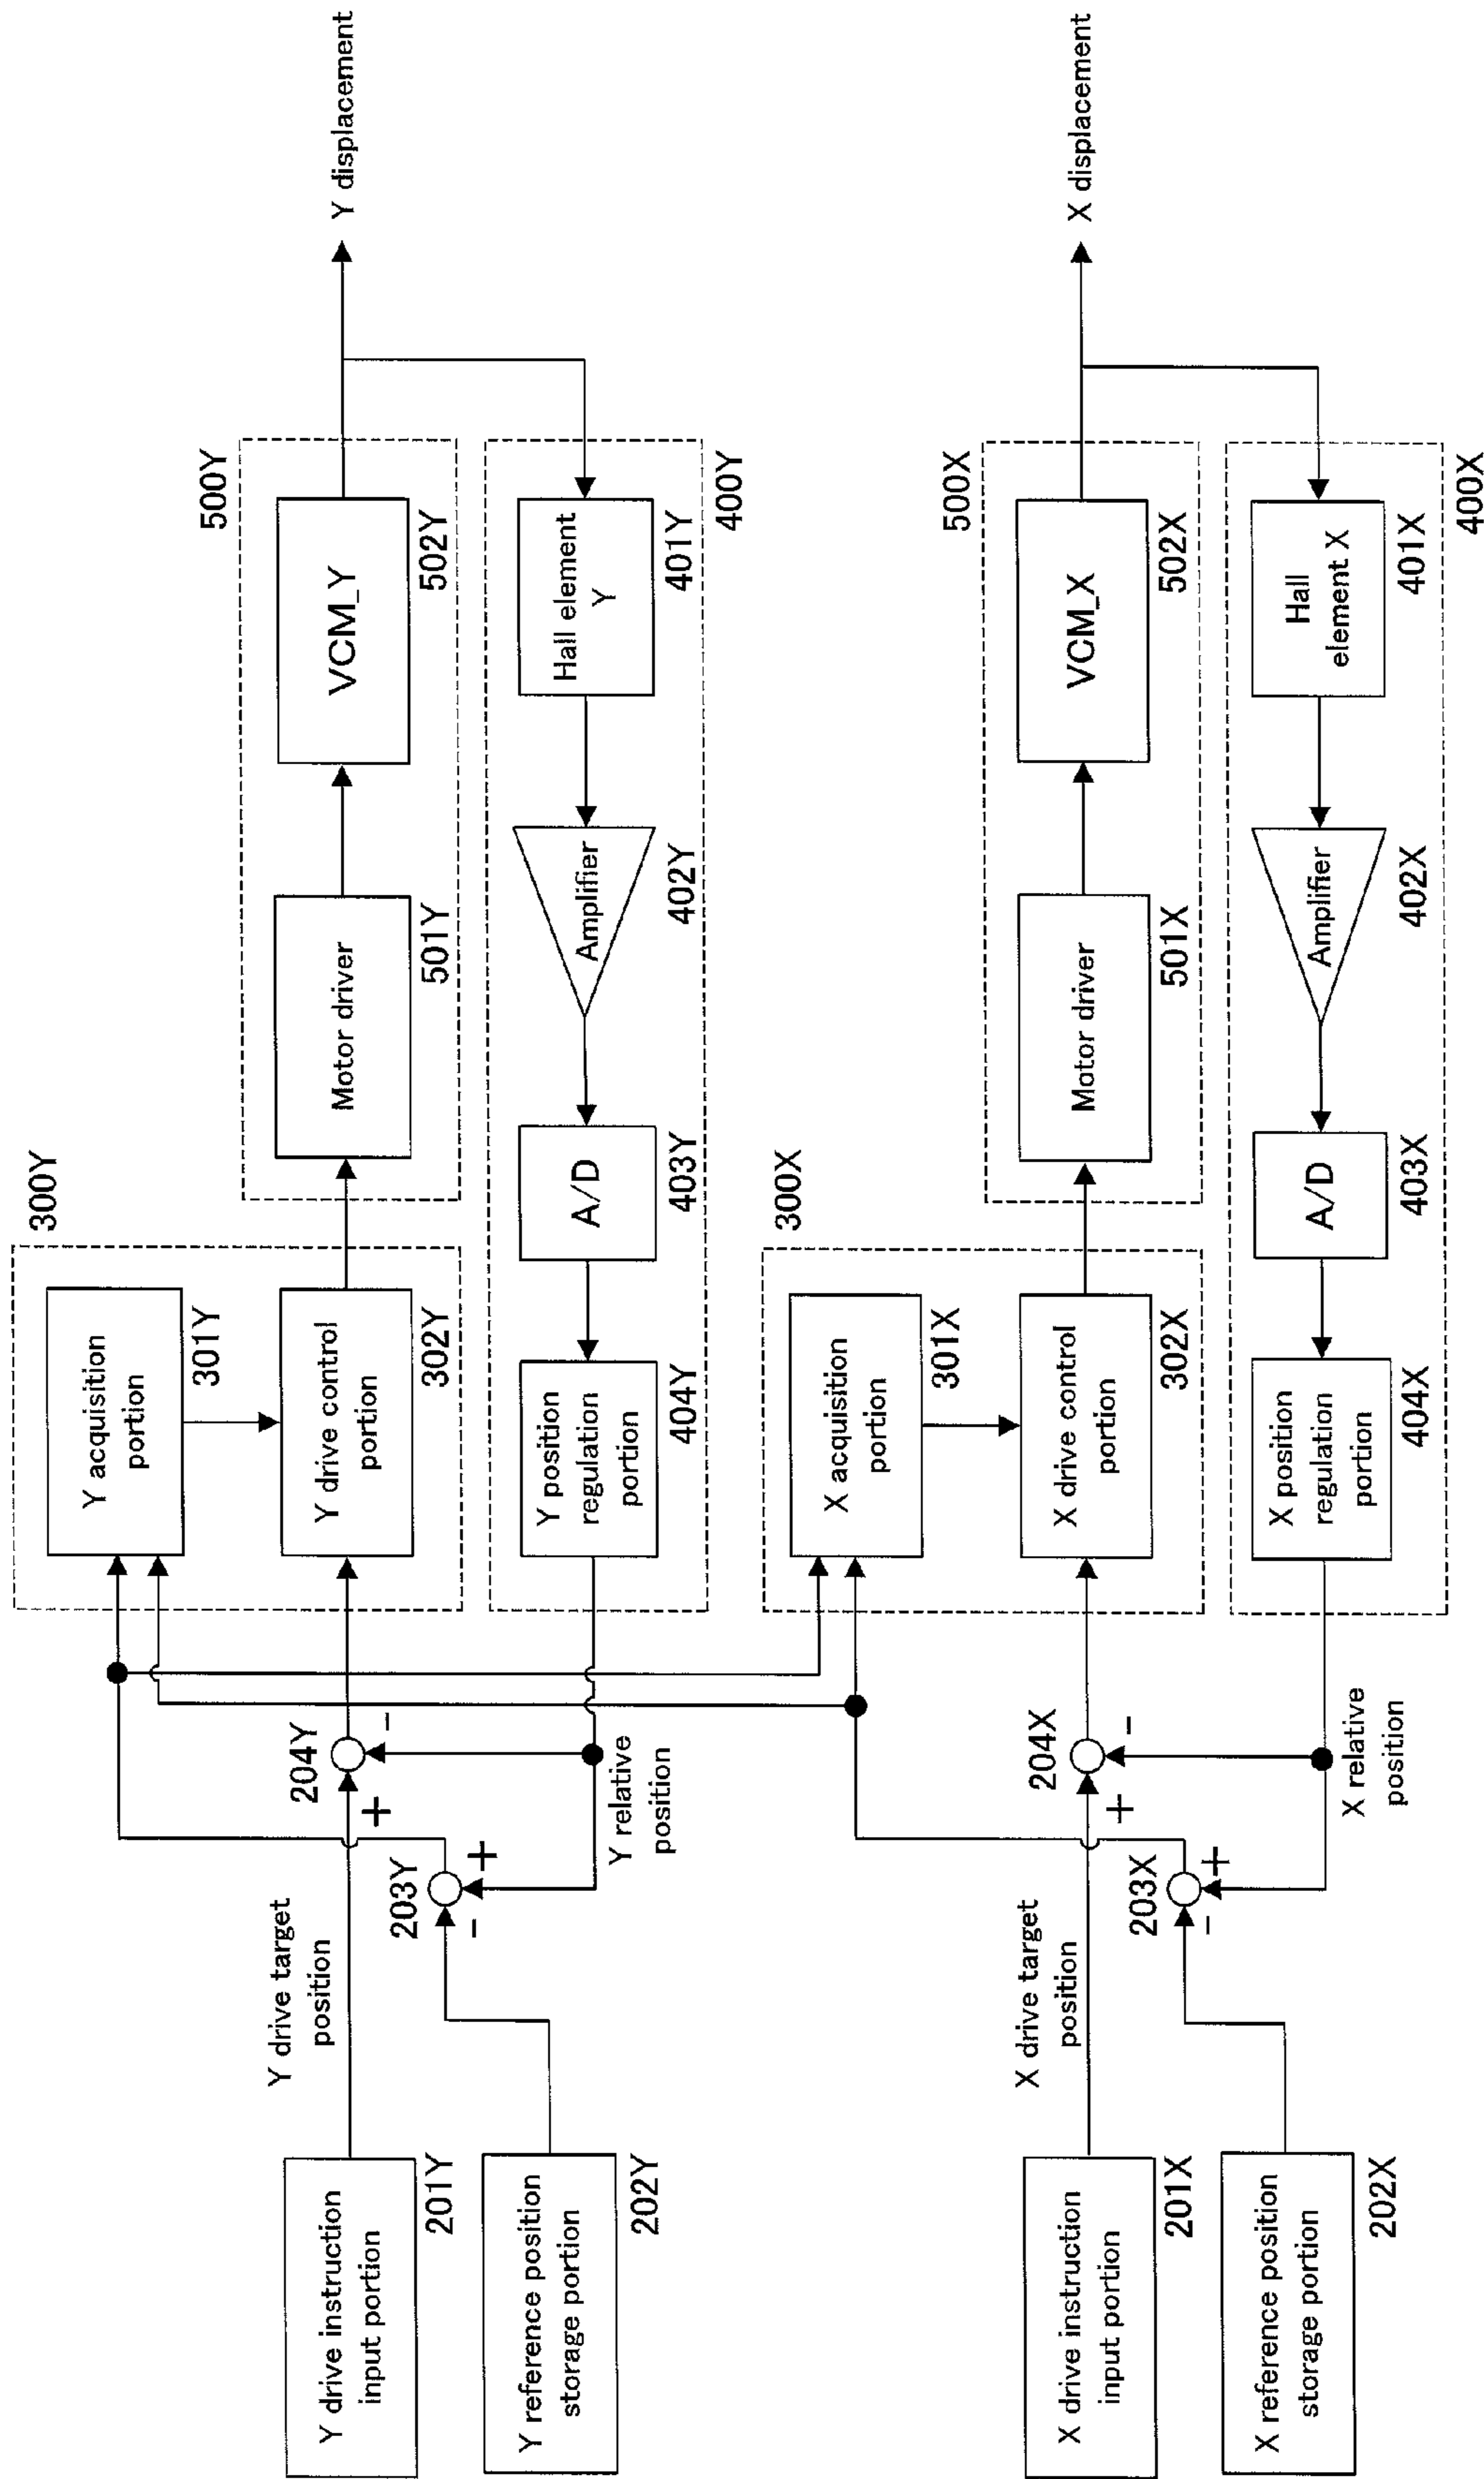 Y drive instruction
input portion
201Y
Y reference position
storage portion
202Y
Y drive target
position
203Y
-
+
204Y
+
-
Y relative
position
300Y
Y acquisition
portion
301Y
Y drive control
portion
302Y
500Y
Motor driver
501Y
VCM_Y
502Y
Y displacement
Hall element
Y
401Y
Amplifier
402Y
A/D
403Y
Y position
regulation
portion
404Y
400Y
X drive instruction
input portion
201X
X reference position
storage portion
202X
X drive target
position
203X
-
+
204X
+
-
X relative
position
300X
X acquisition
portion
301X
X drive control
portion
302X
500X
Motor driver
501X
VCM_X
502X
X displacement
Hall
element X
401X
Amplifier
402X
A/D
403X
X position
regulation
portion
404X
400X